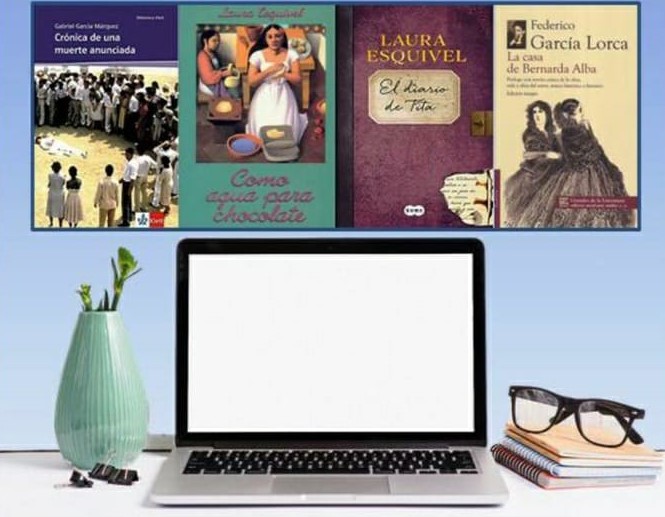 Gabriel García Márquez
Crónica de una
muerte anunciada
Laura Esquivel
Como
agua para
chocolate
LAURA
ESQUIVEL
El diario
de Tita
SUMA
Federico
García Lorca
La casa
de Bernarda Alba